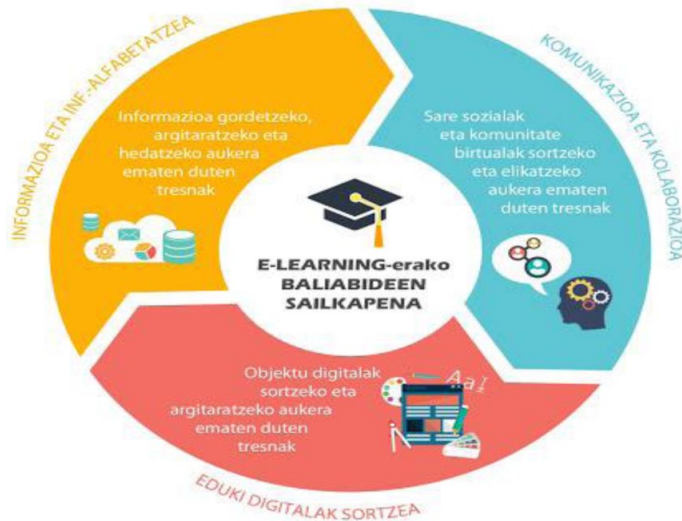 INFORMAZIOA ETA INF.-ALFABETATZEA
Informazioa gordetzeko,
argitaratzeko eta
hedatzeko aukera
ematen duten
tresnak
KOMUNIKAZIOA ETA KOLABORAZIOA
Sare sozialak
eta komunitate
birtualak sortzeko
eta elikatzeko
aukera ematen
duten tresnak
E-LEARNING-erako
BALIABIDEEN
SAILKAPENA
Objektu digitalak
sortzeko eta
argitaratzeko aukera
ematen duten
tresnak
AaI
EDUKI DIGITALAK SORTZEA